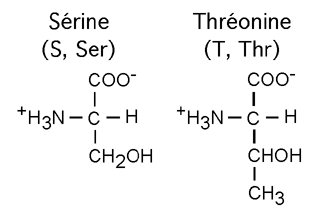 Sérine Thréonine
(S, Ser) (T, Thr)
COO⁻ COO⁻
⁺H₃N – C – H ⁺H₃N – C – H
CH₂OH CHOH
CH₃